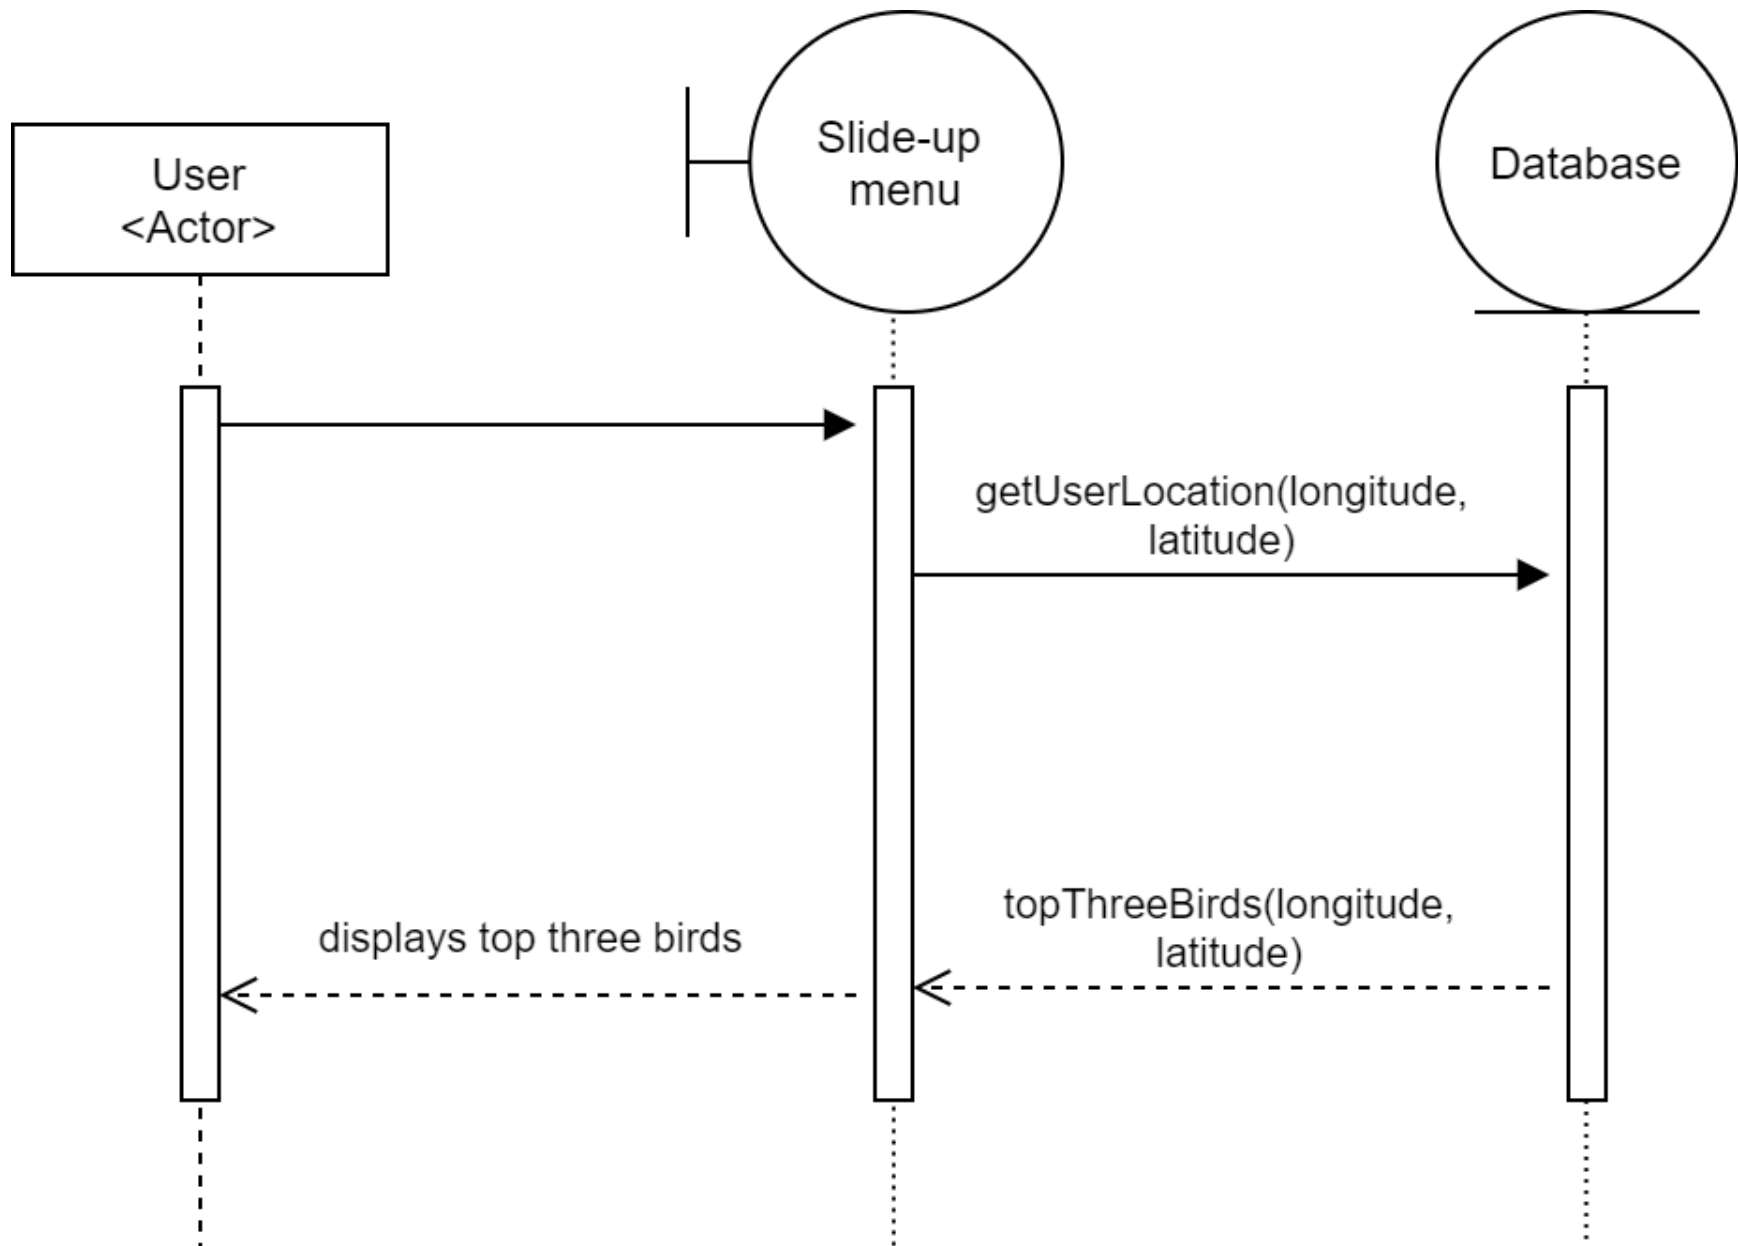 User
<Actor>
Slide-up
menu
Database
getUserLocation(longitude,
latitude)
topThreeBirds(longitude,
latitude)
displays top three birds